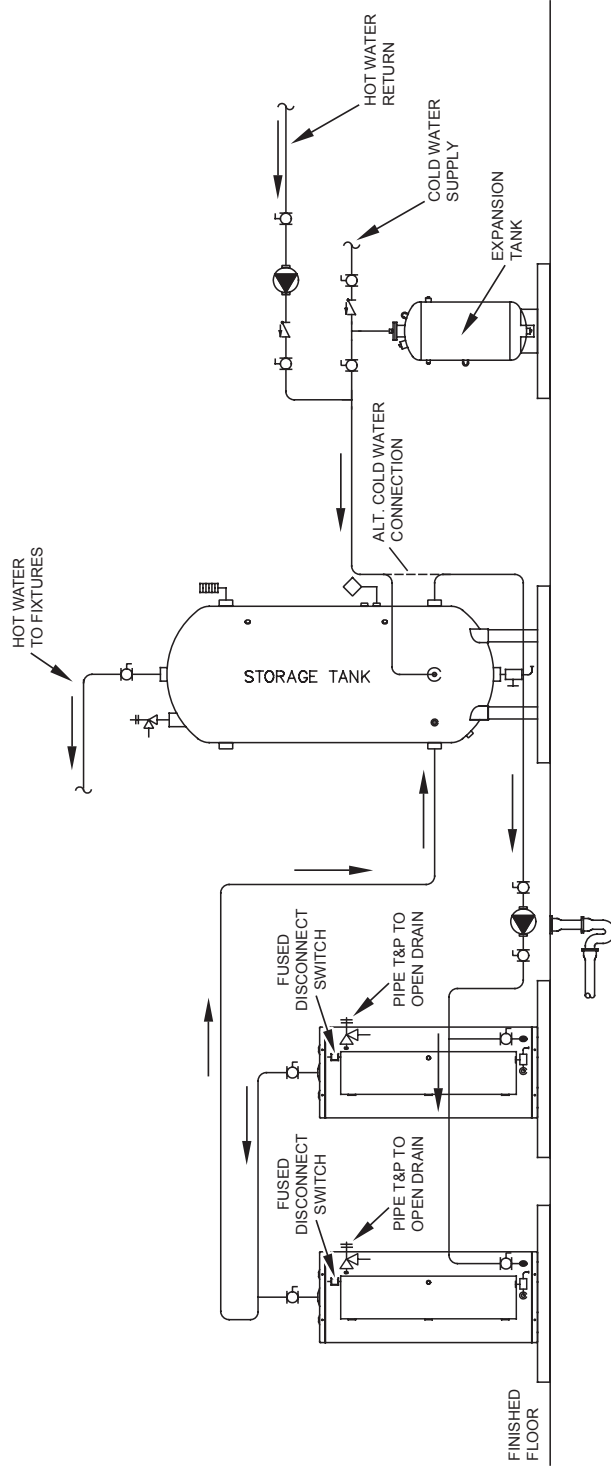 HOT WATER
TO FIXTURES
HOT WATER
RETURN
COLD WATER
SUPPLY
STORAGE TANK
ALT. COLD WATER
CONNECTION
EXPANSION
TANK
FUSED
DISCONNECT
SWITCH
PIPE T&P TO
OPEN DRAIN
FUSED
DISCONNECT
SWITCH
PIPE T&P TO
OPEN DRAIN
FINISHED
FLOOR